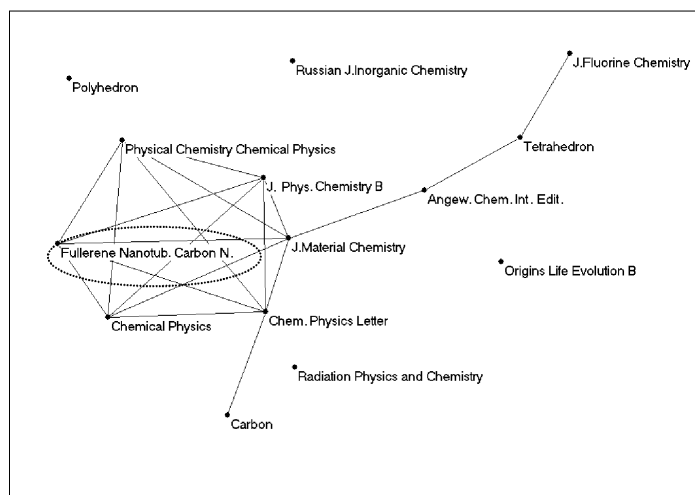 J.Fluorine Chemistry
Russian J.Inorganic Chemistry
Polyhedron
Tetrahedron
Physical Chemistry Chemical Physics
J. Phys. Chemistry B
Angew. Chem. Int. Edit.
J.Material Chemistry
Fullerene Nanotub. Carbon N.
Origins Life Evolution B
Chem. Physics Letter
Chemical Physics
Radiation Physics and Chemistry
Carbon